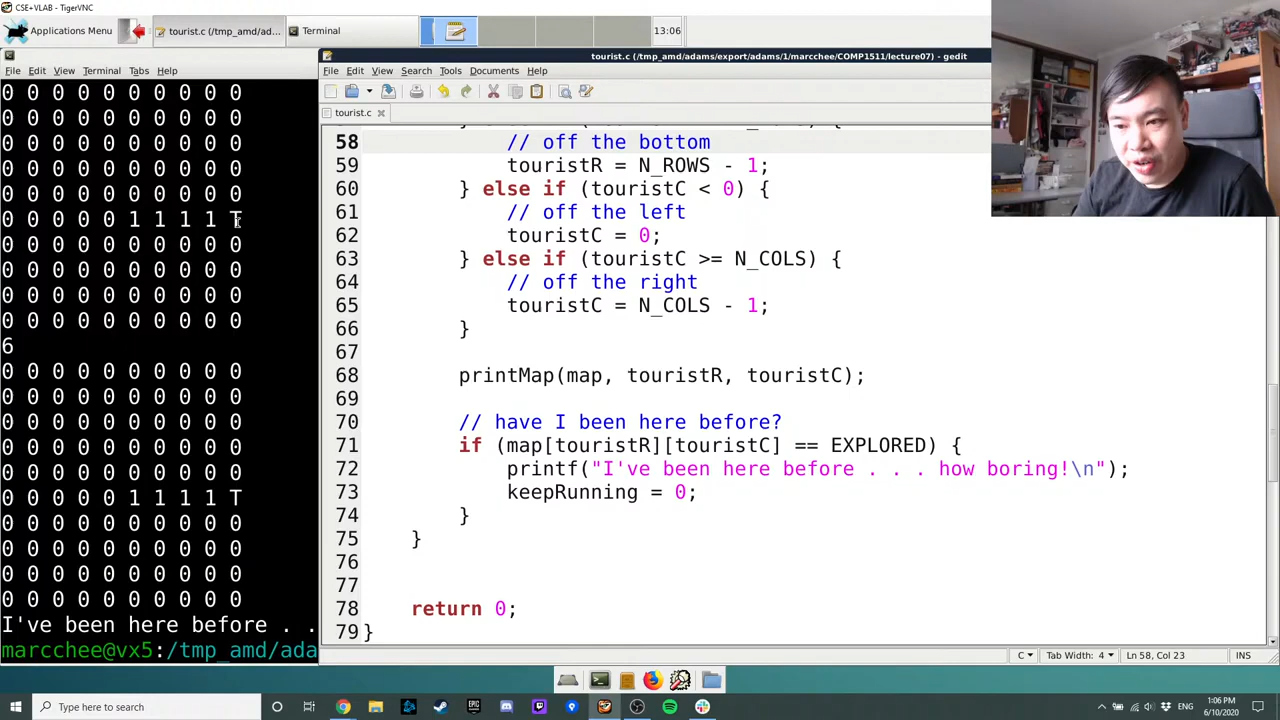 CSE+VLAB - TigerVNC
Applications Menu
tourist.c (/tmp_amd/ad...
Terminal
13:06
File Edit View Terminal Tabs Help
0 0 0 0 0 0 0 0 0 0
0 0 0 0 0 0 0 0 0 0
0 0 0 0 0 0 0 0 0 0
0 0 0 0 0 0 0 0 0 0
0 0 0 0 0 0 0 0 0 0
0 0 0 0 0 1 1 1 1 T
0 0 0 0 0 0 0 0 0 0
0 0 0 0 0 0 0 0 0 0
0 0 0 0 0 0 0 0 0 0
0 0 0 0 0 0 0 0 0 0
6
0 0 0 0 0 0 0 0 0 0
0 0 0 0 0 0 0 0 0 0
0 0 0 0 0 0 0 0 0 0
0 0 0 0 0 0 0 0 0 0
0 0 0 0 0 0 0 0 0 0
0 0 0 0 0 1 1 1 1 T
0 0 0 0 0 0 0 0 0 0
0 0 0 0 0 0 0 0 0 0
0 0 0 0 0 0 0 0 0 0
0 0 0 0 0 0 0 0 0 0
I've been here before . .
marcchee@vx5:/tmp_amd/ada
tourist.c (/tmp_amd/adams/export/adams/1/marcchee/COMP1511/lecture07) - gedit
File Edit View Search Tools Documents Help
tourist.c
58 // off the bottom
59 touristR = N_ROWS - 1;
60 } else if (touristC < 0) {
61 // off the left
62 touristC = 0;
63 } else if (touristC >= N_COLS) {
64 // off the right
65 touristC = N_COLS - 1;
66 }
67
68 printMap(map, touristR, touristC);
69
70 // have I been here before?
71 if (map[touristR][touristC] == EXPLORED) {
72 printf("I've been here before . . . how boring!\n");
73 keepRunning = 0;
74 }
75 }
76
77
78 return 0;
79 }
C Tab Width: 4 Ln 58, Col 23 INS
Type here to search
ENG
1:06 PM
6/10/2020